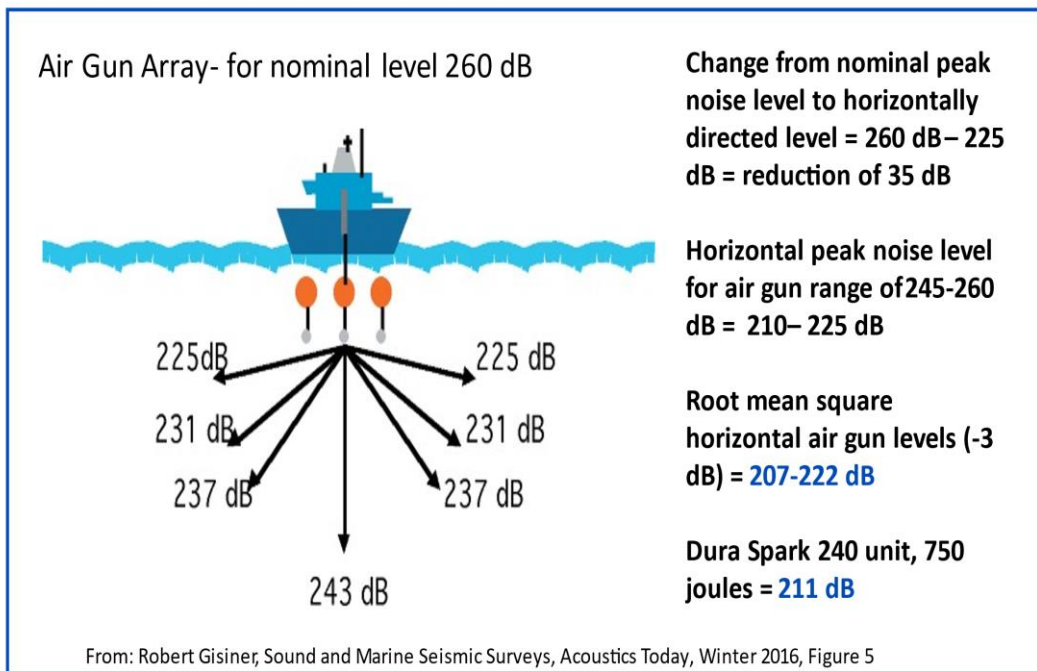 Air Gun Array- for nominal level 260 dB
225dB
225 dB
231 dB
231 dB
237 dB
237 dB
243 dB
Change from nominal peak
noise level to horizontally
directed level = 260 dB – 225
dB = reduction of 35 dB
Horizontal peak noise level
for air gun range of 245-260
dB = 210– 225 dB
Root mean square
horizontal air gun levels (-3
dB) = 207-222 dB
Dura Spark 240 unit, 750
joules = 211 dB
From: Robert Gisiner, Sound and Marine Seismic Surveys, Acoustics Today, Winter 2016, Figure 5